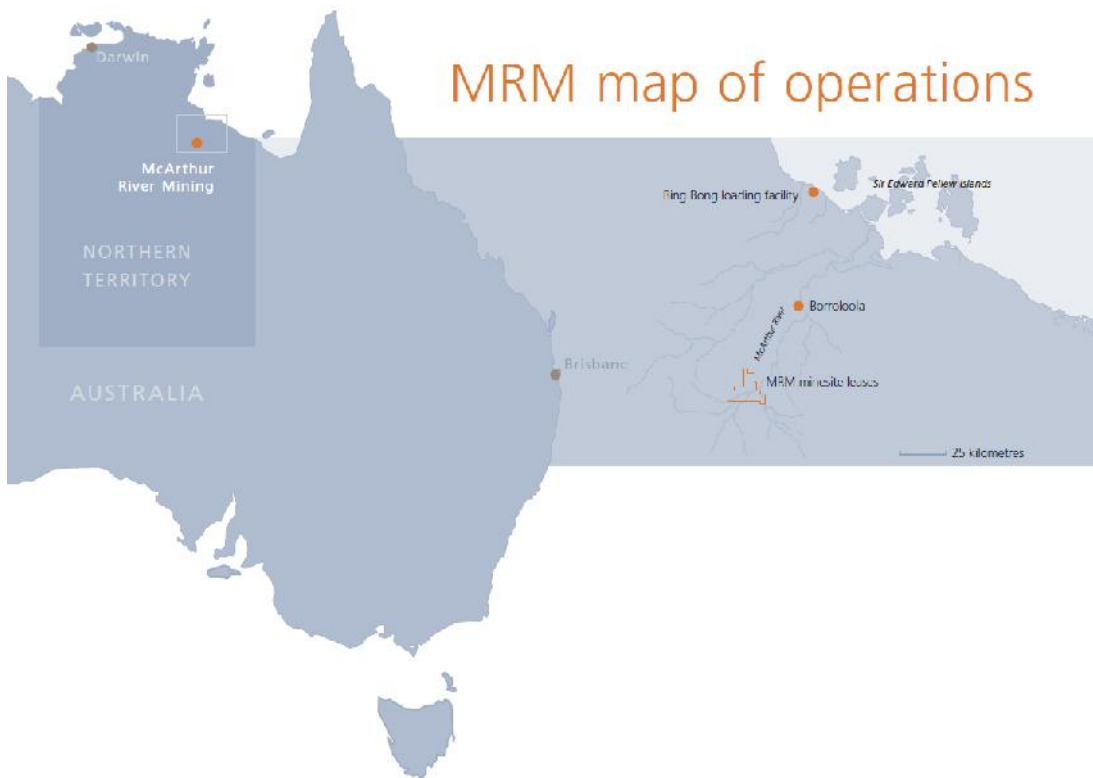 MRM map of operations
Darwin
McArthur
River Mining
NORTHERN
TERRITORY
AUSTRALIA
Brisbane
Bing Bong loading facility
Sir Edward Pellew Islands
Borroloola
McArthur River
MRM minesite leases
25 kilometres